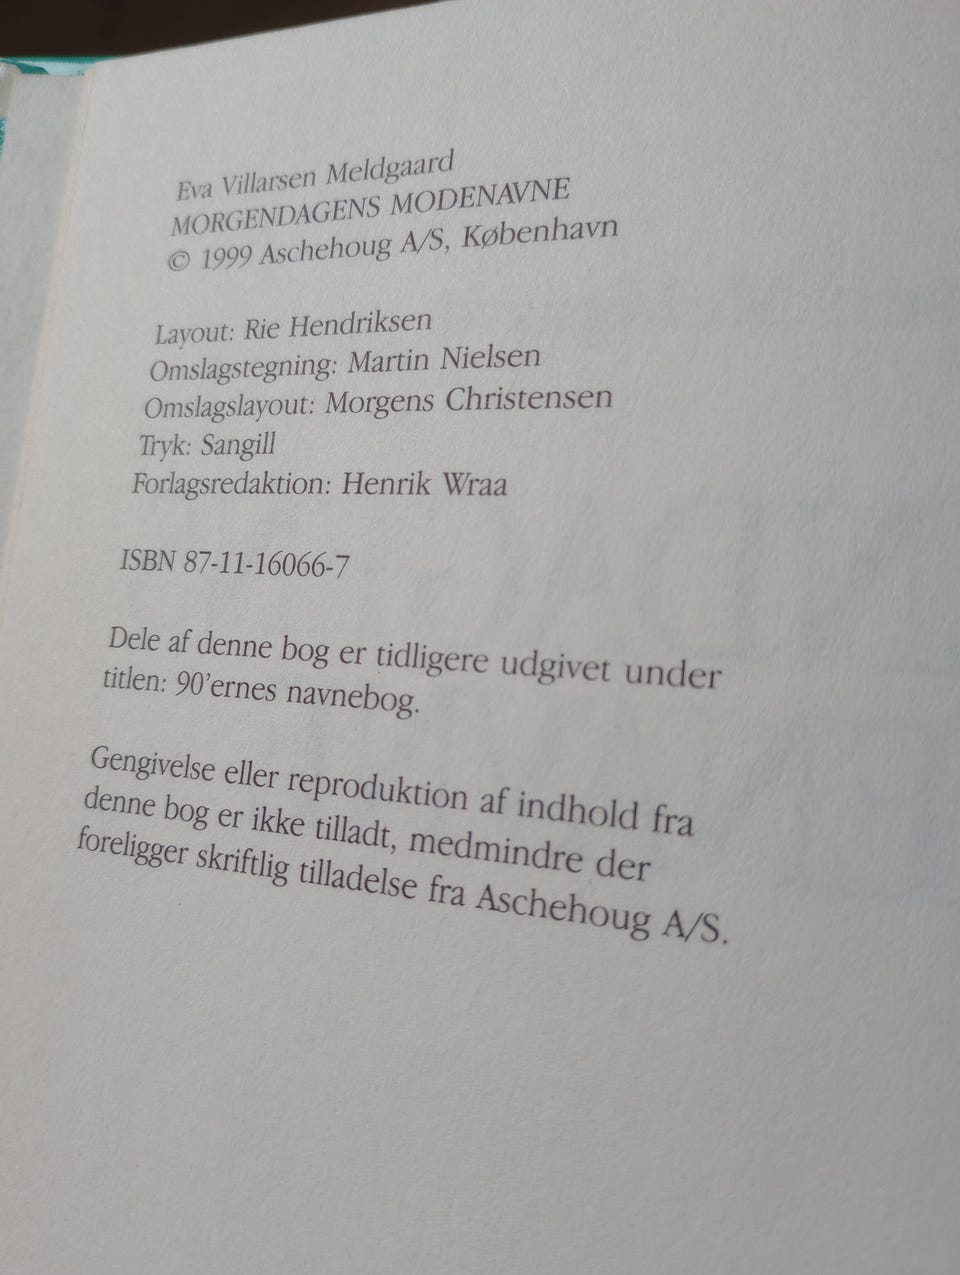 Eva Villarsen Meldgaard
MORGENDAGENS MODENAVNE
© 1999 Aschehoug A/S, København
Layout: Rie Hendriksen
Omslagstegning: Martin Nielsen
Omslagslayout: Morgens Christensen
Tryk: Sangill
Forlagsredaktion: Henrik Wraa
ISBN 87-11-16066-7
Dele af denne bog er tidligere udgivet under
titlen: 90'ernes navnebog.
Gengivelse eller reproduktion af indhold fra
denne bog er ikke tilladt, medmindre der
foreligger skriftlig tilladelse fra Aschehoug A/S.